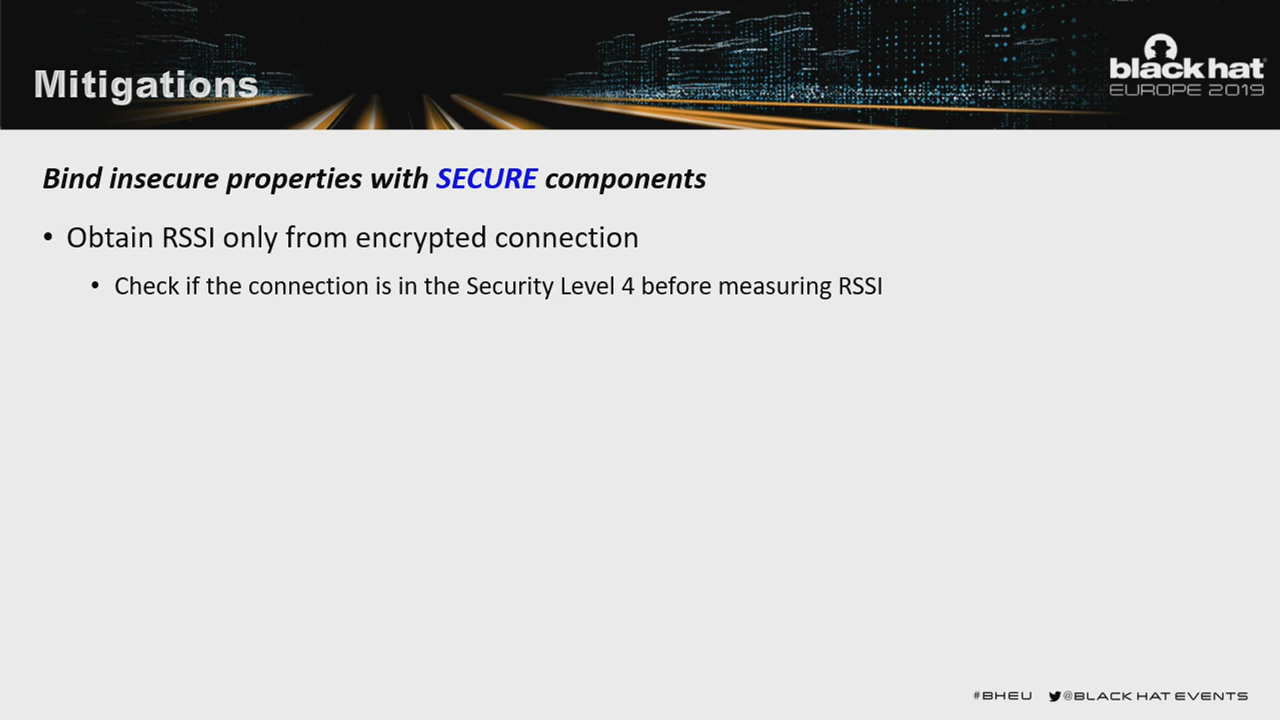 Mitigations
black hat
EUROPE 2019
Bind insecure properties with SECURE components
• Obtain RSSI only from encrypted connection
• Check if the connection is in the Security Level 4 before measuring RSSI
#BHEU @BLACK HAT EVENTS